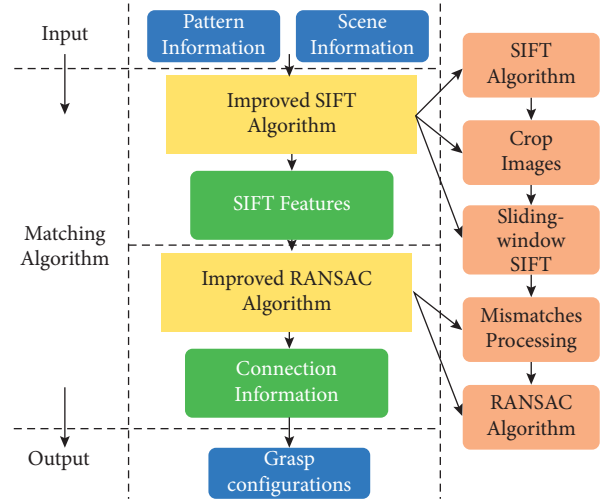 Input
Matching
Algorithm
Output
Pattern
Information
Scene
Information
Improved SIFT
Algorithm
SIFT Features
Improved RANSAC
Algorithm
Connection
Information
Grasp
configurations
SIFT
Algorithm
Crop
Images
Sliding-
window
SIFT
Mismatches
Processing
RANSAC
Algorithm